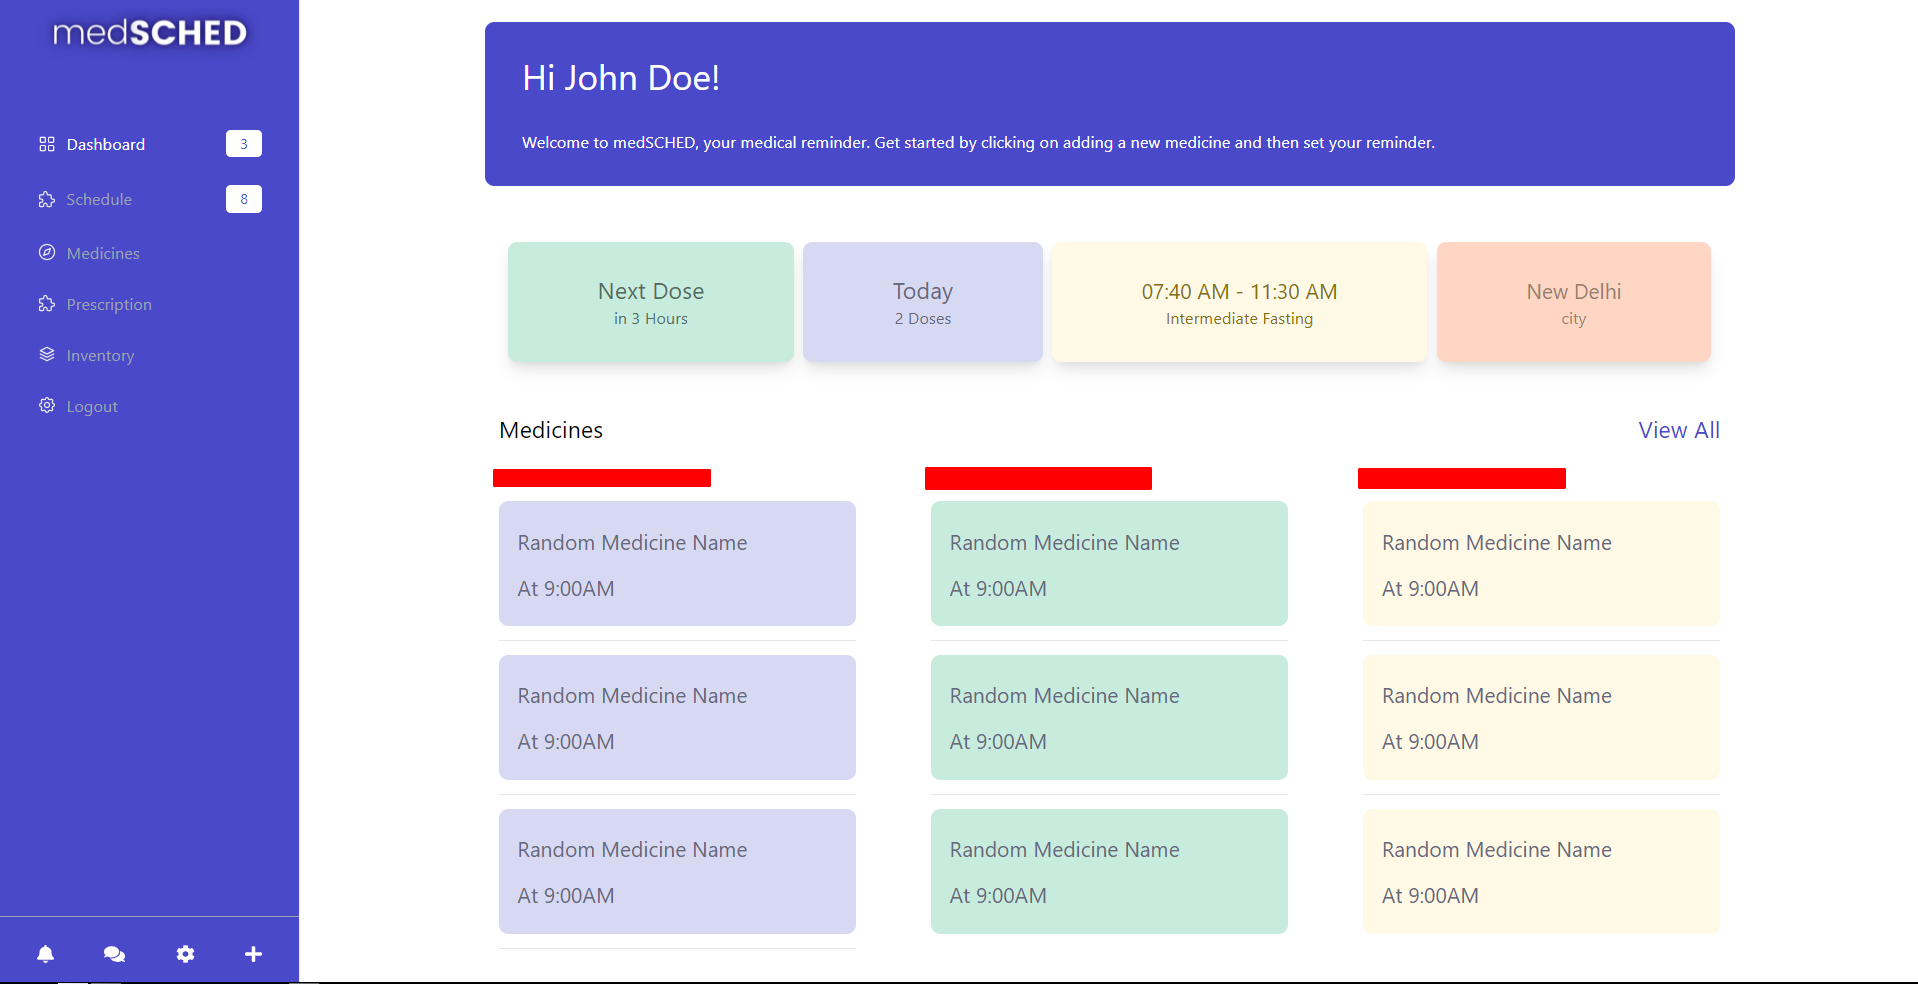 medSCHED
Dashboard 3
Schedule 8
Medicines
Prescription
Inventory
Logout
Hi John Doe!
Welcome to medSCHED, your medical reminder. Get started by clicking on adding a new medicine and then set your reminder.
Next Dose
in 3 Hours
Today
2 Doses
07:40 AM - 11:30 AM
Intermediate Fasting
New Delhi
city
Medicines
View All
Random Medicine Name
At 9:00AM
Random Medicine Name
At 9:00AM
Random Medicine Name
At 9:00AM
Random Medicine Name
At 9:00AM
Random Medicine Name
At 9:00AM
Random Medicine Name
At 9:00AM
Random Medicine Name
At 9:00AM
Random Medicine Name
At 9:00AM
Random Medicine Name
At 9:00AM